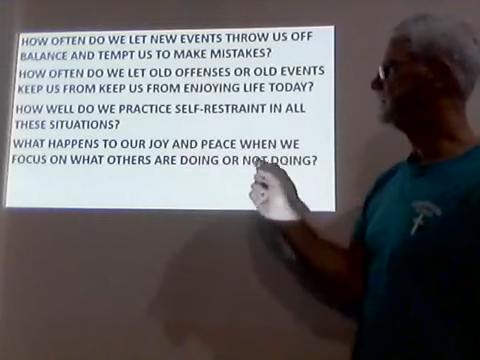 HOW OFTEN DO WE LET NEW EVENTS THROW US OFF
BALANCE AND TEMPT US TO MAKE MISTAKES?
HOW OFTEN DO WE LET OLD OFFENSES OR OLD EVENTS
KEEP US FROM KEEP US FROM ENJOYING LIFE TODAY?
HOW WELL DO WE PRACTICE SELF-RESTRAINT IN ALL
THESE SITUATIONS?
WHAT HAPPENS TO OUR JOY AND PEACE WHEN WE
FOCUS ON WHAT OTHERS ARE DOING OR NOT DOING?